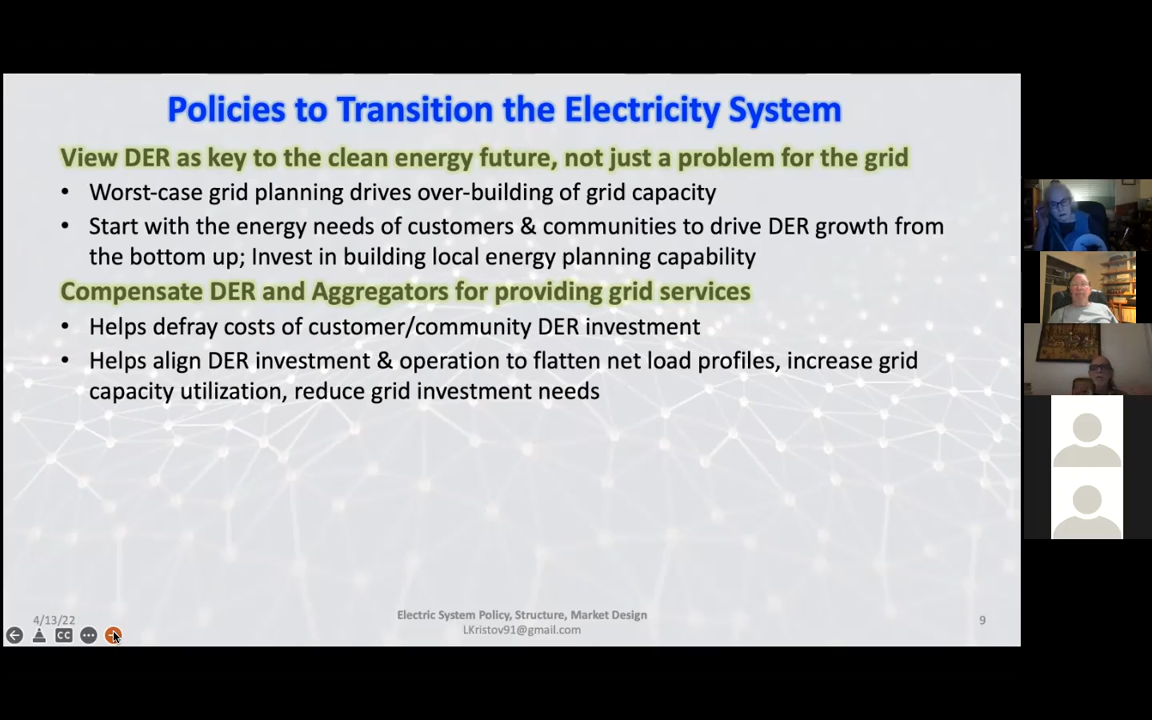 Policies to Transition the Electricity System
View DER as key to the clean energy future, not just a problem for the grid
• Worst-case grid planning drives over-building of grid capacity
• Start with the energy needs of customers & communities to drive DER growth from
the bottom up; Invest in building local energy planning capability
Compensate DER and Aggregators for providing grid services
• Helps defray costs of customer/community DER investment
• Helps align DER investment & operation to flatten net load profiles, increase grid
capacity utilization, reduce grid investment needs
4/13/22
Electric System Policy, Structure, Market Design
LKristov91@gmail.com
9
CC